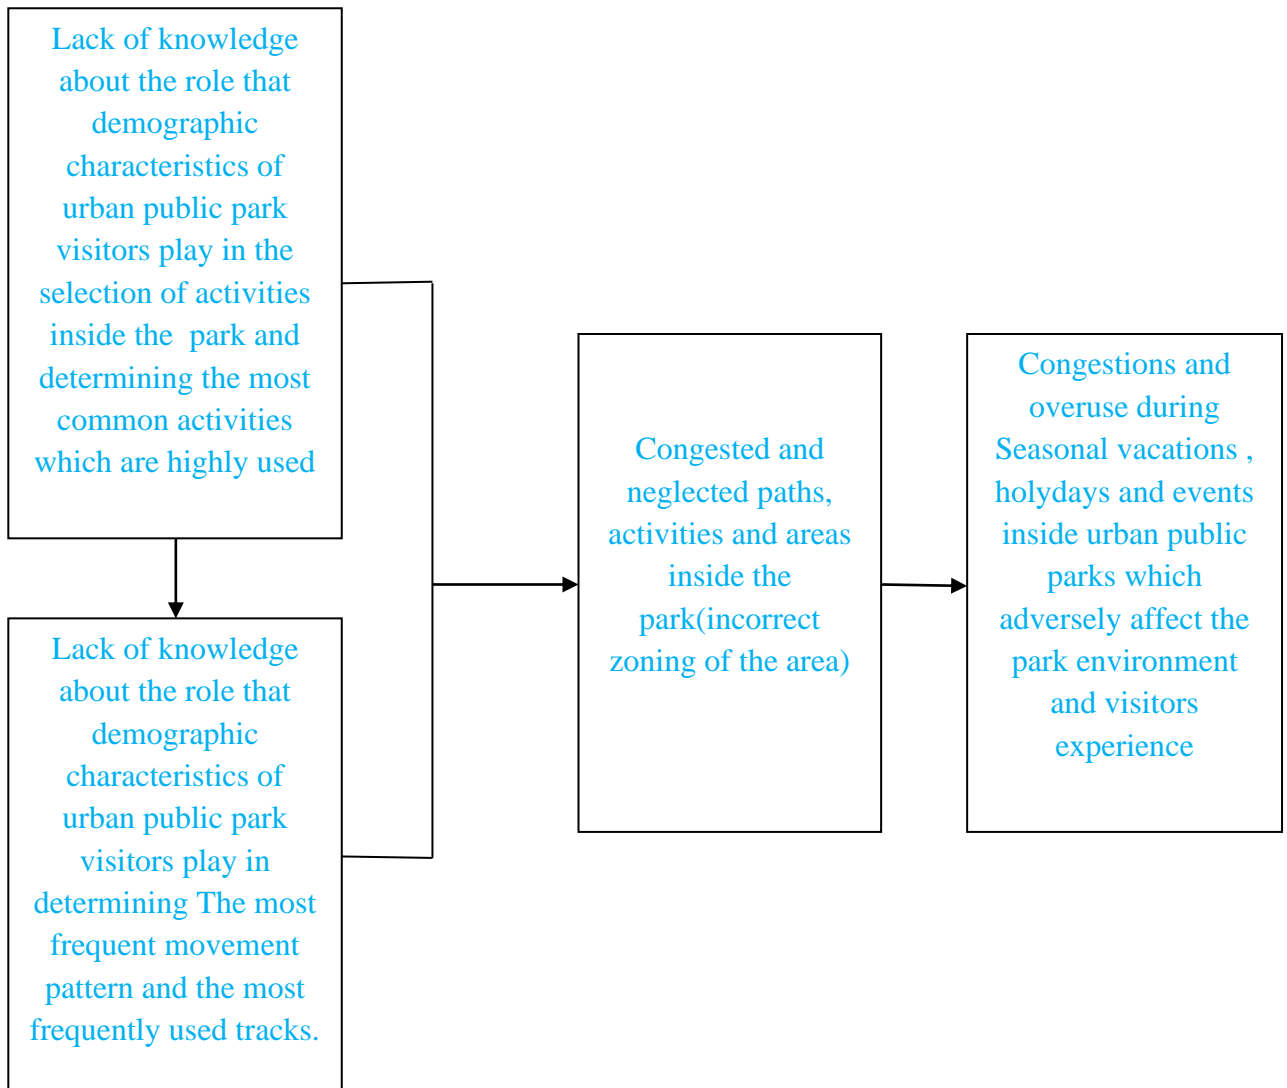 Lack of knowledge
about the role that
demographic
characteristics of
urban public park
visitors play in the
selection of activities
inside the  park and
determining the most
common activities
which are highly used
Lack of knowledge
about the role that
demographic
characteristics of
urban public park
visitors play in
determining The most
frequent movement
pattern and the most
frequently used tracks.
Congested and
neglected paths,
activities and areas
inside the
park(incorrect
zoning of the area)
Congestions and
overuse during
Seasonal vacations ,
holydays and events
inside urban public
parks which
adversely affect the
park environment
and visitors
experience